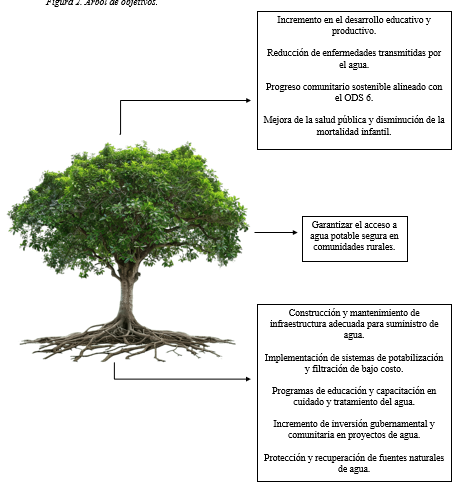 Figura 2. Árbol de objetivos.
Incremento en el desarrollo educativo y
productivo.
Reducción de enfermedades transmitidas por
el agua.
Progreso comunitario sostenible alineado con
el ODS 6.
Mejora de la salud pública y disminución de la
mortalidad infantil.
Garantizar el acceso a
agua potable segura en
comunidades rurales.
Construcción y mantenimiento de
infraestructura adecuada para suministro de
agua.
Implementación de sistemas de potabilización
y filtración de bajo costo.
Programas de educación y capacitación en
cuidado y tratamiento del agua.
Incremento de inversión gubernamental y
comunitaria en proyectos de agua.
Protección y recuperación de fuentes naturales
de agua.